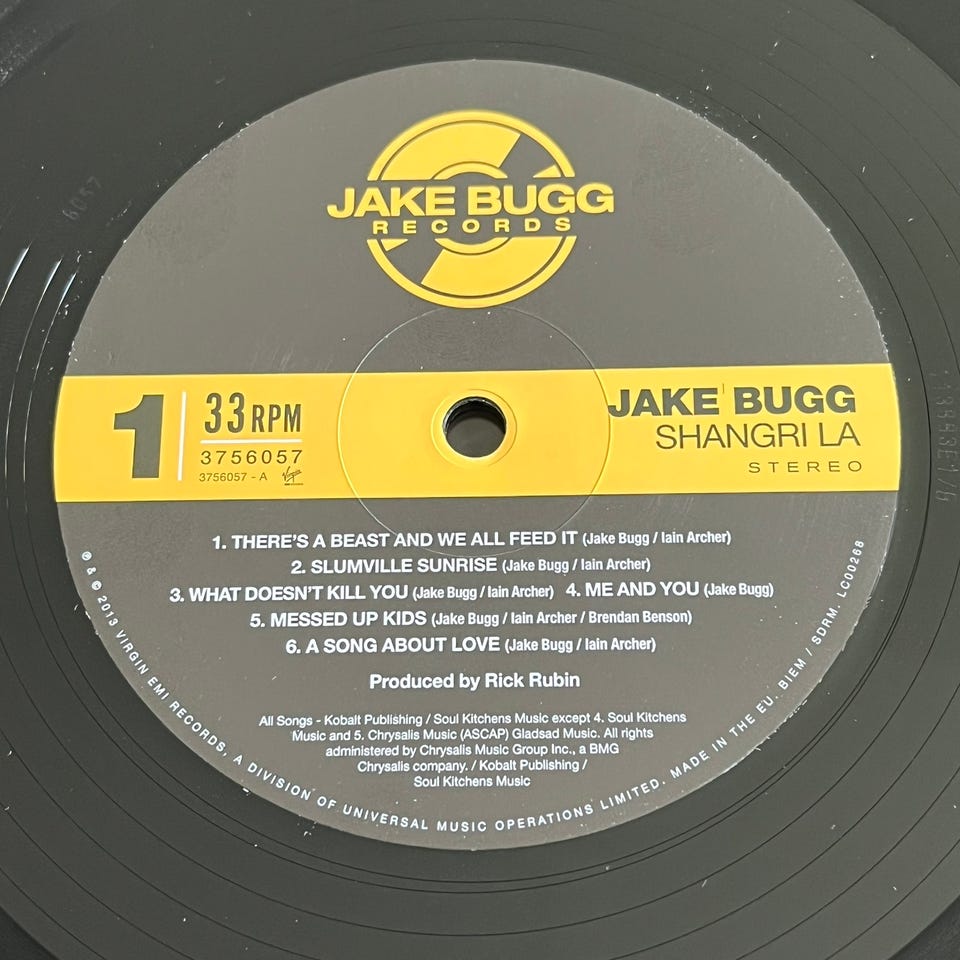 JAKE BUGG
RECORDS
1
33 RPM
3756057
3756057 - A
Virgin
JAKE BUGG
SHANGRI LA
STEREO
1. THERE'S A BEAST AND WE ALL FEED IT (Jake Bugg / Iain Archer)
2. SLUMVILLE SUNRISE (Jake Bugg / Iain Archer)
3. WHAT DOESN'T KILL YOU (Jake Bugg / Iain Archer) 4. ME AND YOU (Jake Bugg)
5. MESSED UP KIDS (Jake Bugg / Iain Archer / Brendan Benson)
6. A SONG ABOUT LOVE (Jake Bugg / Iain Archer)
Produced by Rick Rubin
All Songs - Kobalt Publishing / Soul Kitchens Music except 4. Soul Kitchens
Music and 5. Chrysalis Music (ASCAP) Gladsad Music. All rights
administered by Chrysalis Music Group Inc., a BMG
Chrysalis company. / Kobalt Publishing /
Soul Kitchens Music
℗ & © 2013 VIRGIN EMI RECORDS, A DIVISION OF UNIVERSAL MUSIC OPERATIONS LIMITED. MADE IN THE EU. BIEM / SDRM. LC00268